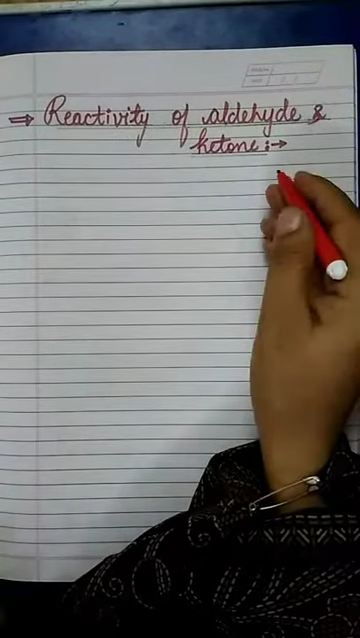 ⇒ Reactivity of aldehyde &
ketone :→